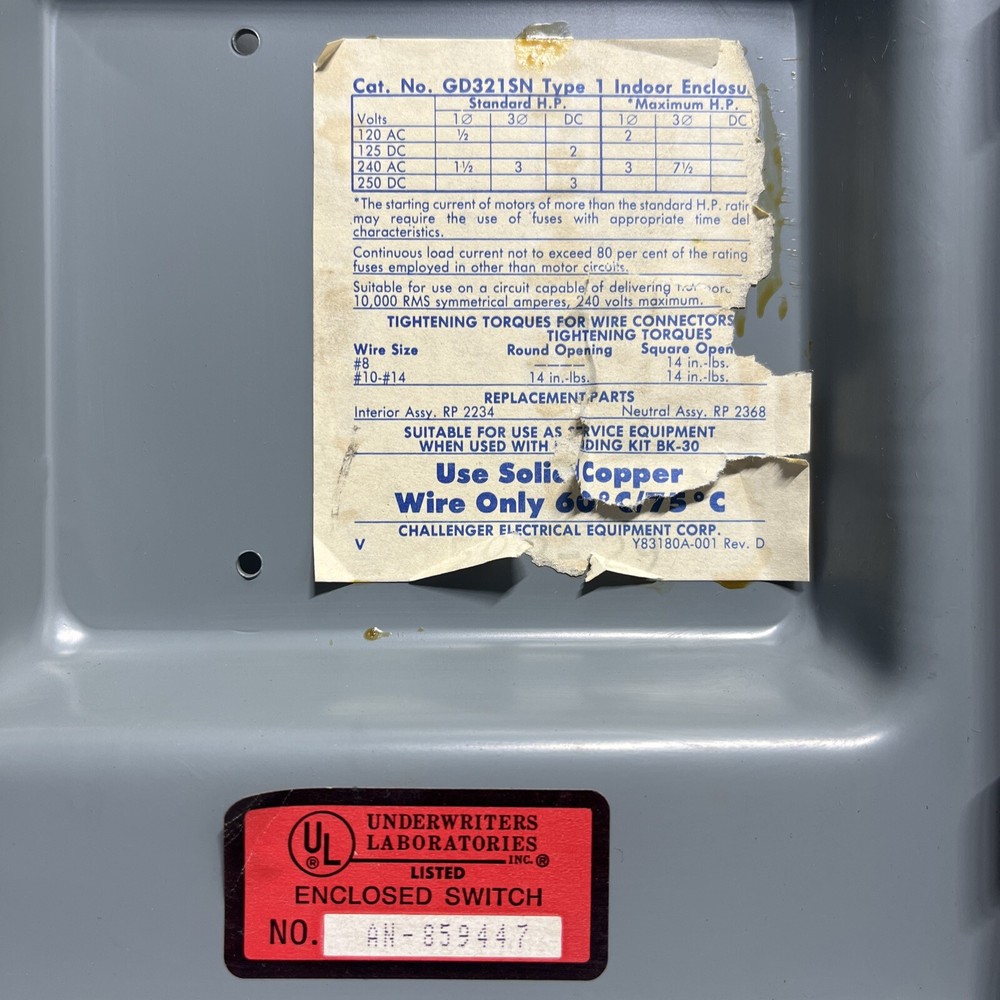 Cat. No. GD321SN Type 1 Indoor Enclosu
Standard H.P. *Maximum H.P.
Volts 1Ø 3Ø DC 1Ø 3Ø DC
120 AC ½ 2
125 DC 2
240 AC 1½ 3 3 7½
250 DC 3
*The starting current of motors of more than the standard H.P. ratin
may require the use of fuses with appropriate time del
characteristics.
Continuous load current not to exceed 80 per cent of the rating
fuses employed in other than motor circuits.
Suitable for use on a circuit capable of delivering
10,000 RMS symmetrical amperes, 240 volts maximum.
TIGHTENING TORQUES FOR WIRE CONNECTORS
TIGHTENING TORQUES
Wire Size Round Opening Square Open
#8 ———— 14 in.-lbs.
#10-#14 14 in.-lbs. 14 in.-lbs.
REPLACEMENT PARTS
Interior Assy. RP 2234 Neutral Assy. RP 2368
SUITABLE FOR USE AS RVICE EQUIPMENT
WHEN USED WITH DING KIT BK-30
Use Solid Copper
Wire Only 60°C/75°C
CHALLENGER ELECTRICAL EQUIPMENT CORP.
V Y83180A-001 Rev. D
UL ®
UNDERWRITERS
LABORATORIES
INC.®
LISTED
ENCLOSED SWITCH
NO. AN-859447